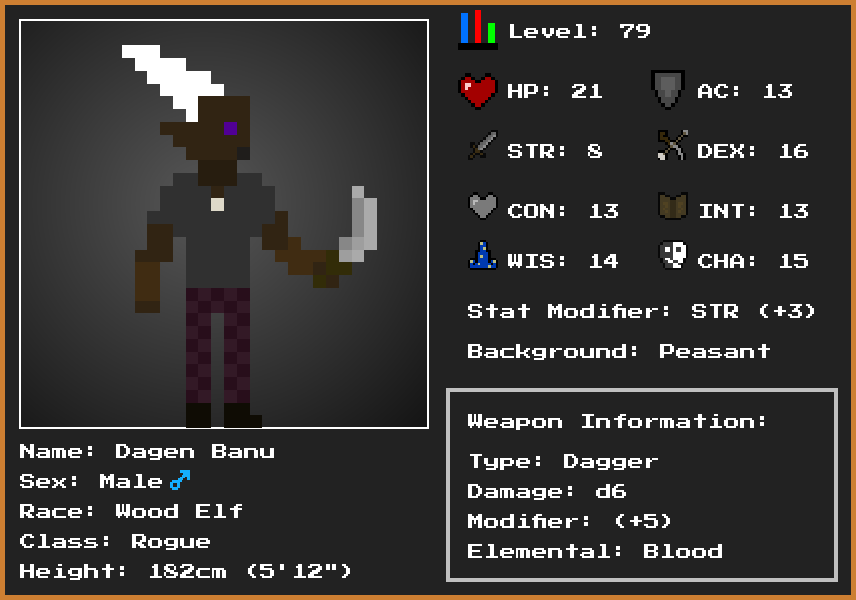 Level: 79
HP: 21
AC: 13
STR: 8
DEX: 16
CON: 13
INT: 13
WIS: 14
CHA: 15
Stat Modifier: STR (+3)
Background: Peasant
Weapon Information:
Type: Dagger
Damage: d6
Modifier: (+5)
Elemental: Blood
Name: Dagen Banu
Sex: Male♂
Race: Wood Elf
Class: Rogue
Height: 182cm (5'12")